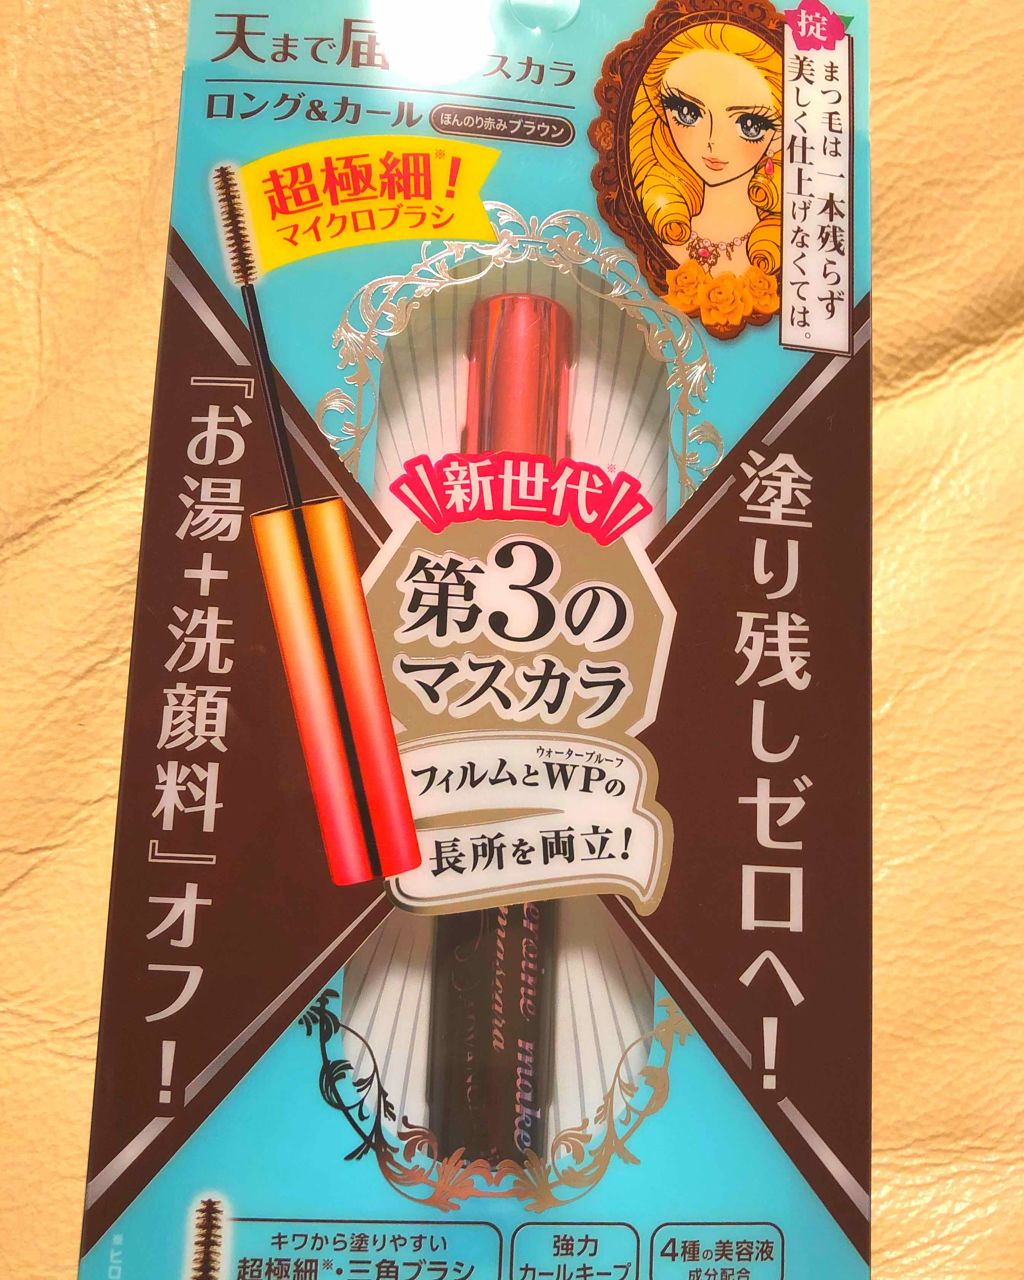 天まで届
スカラ
ロング&カール
ほんのり赤みブラウン
掟
まつ毛は一本残らず
美しく仕上げなくては。
超極細※!
マイクロブラシ
『お湯+洗顔料』オフ!
塗り残しゼロへ!
新世代※
第3の
マスカラ
ウォータープルーフ
フィルムとWPの
長所を両立!
eroine make
mascara
キワから塗りやすい
超極細※・三角ブラシ
強力
カールキープ
4種の美容液
成分配合
※ヒロ